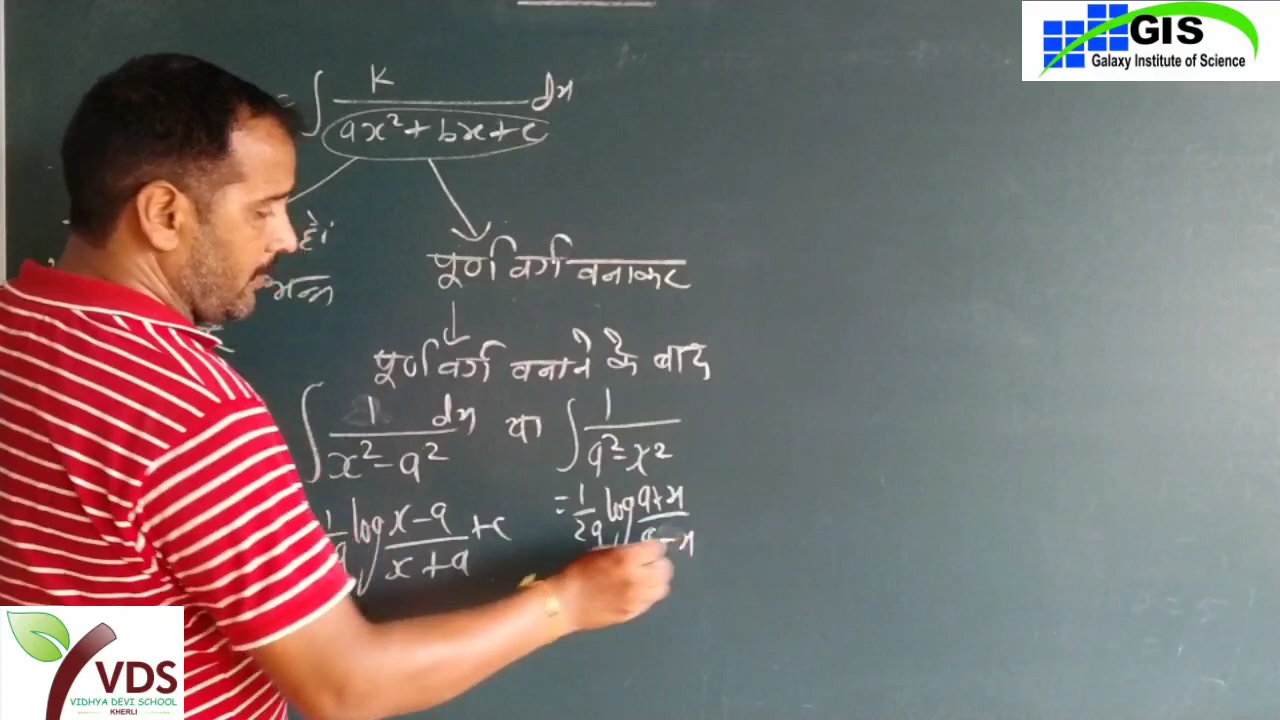 GIS
Galaxy Institute of Science
= ∫ K / (ax² + bx + c) dx
हैं
पूर्ण वर्ग बनाकर
पूर्ण वर्ग बनाने के बाद
∫ 1 / (x² - a²) dx या ∫ 1 / (a² - x²)
log (x - a) / (x + a) + c
= 1/2a log (a + x) / (a - x)
VDS
VIDHYA DEVI SCHOOL
KHERLI